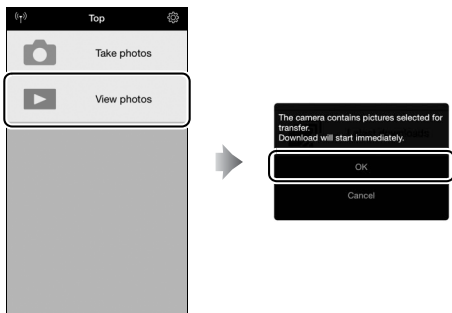 Top
Take photos
View photos
The camera contains pictures selected for
transfer.
Download will start immediately.
OK
Cancel